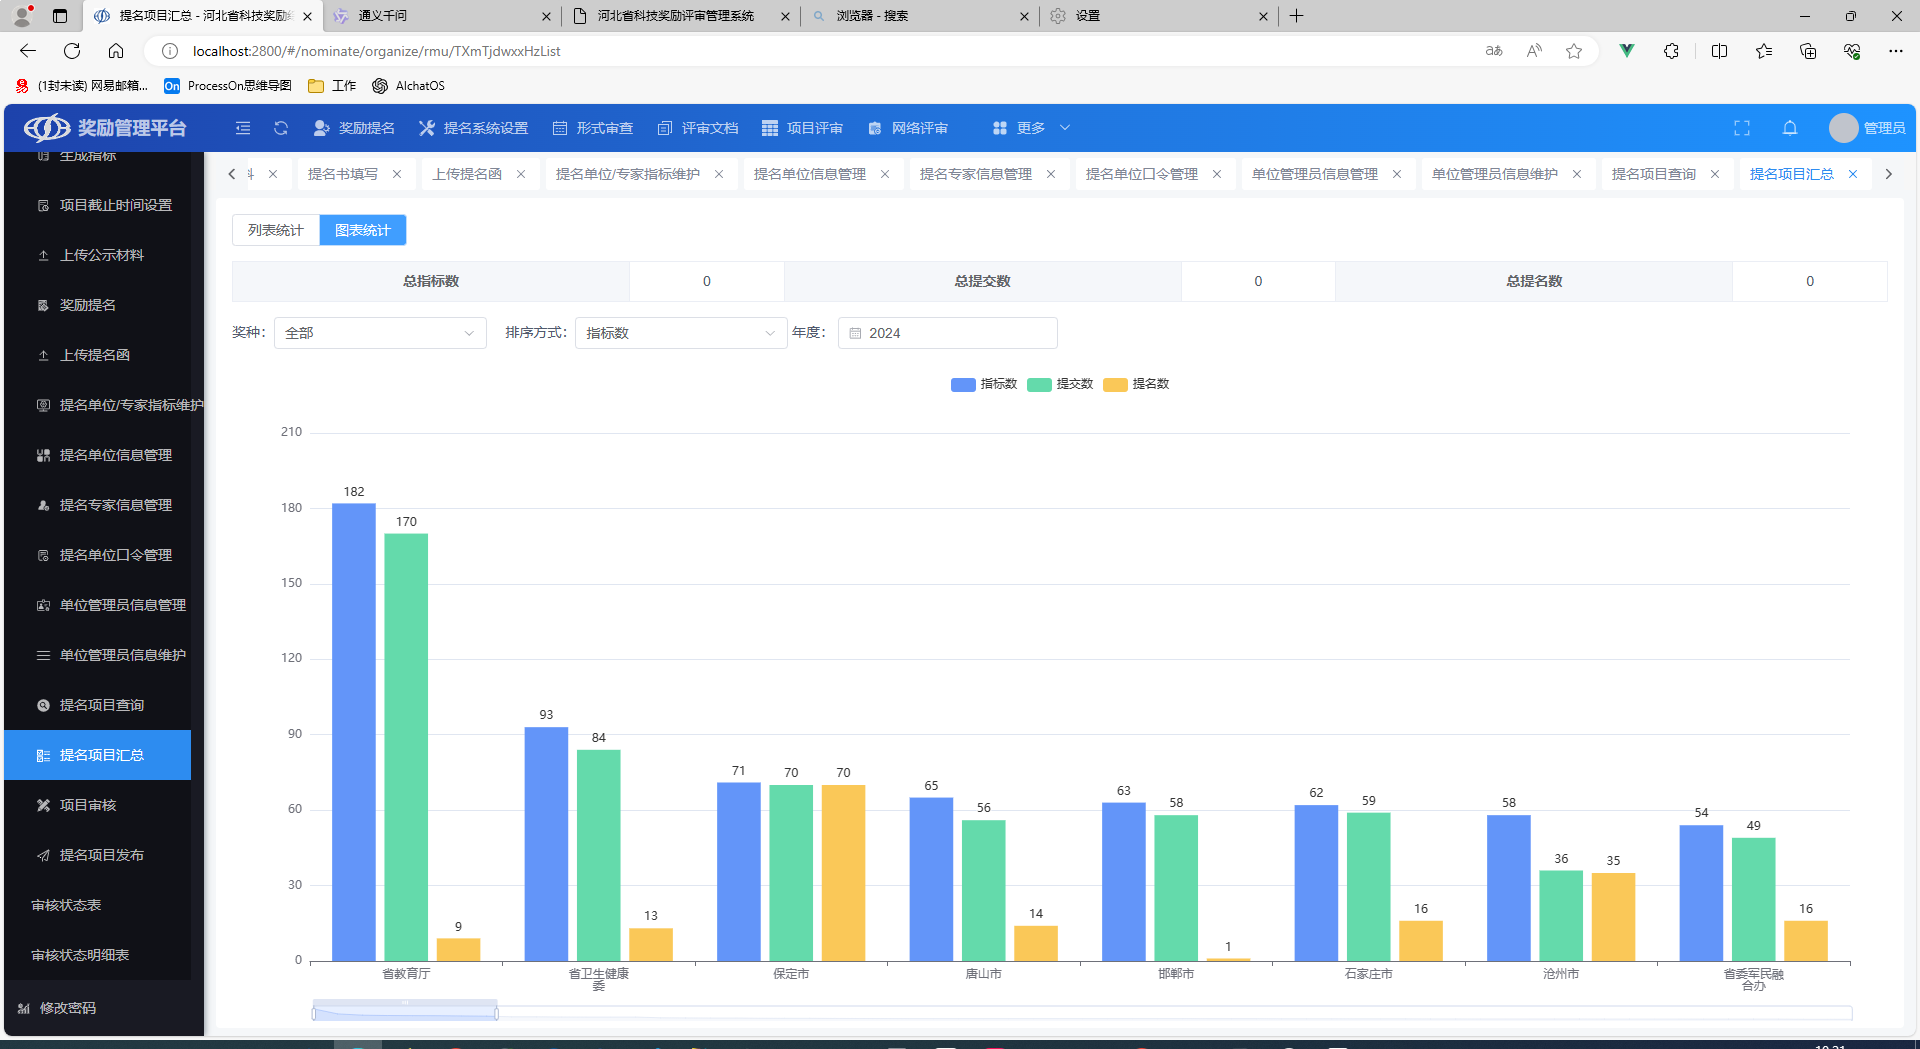 提名项目汇总 - 河北省科技奖励
通义千问
河北省科技奖励评审管理系统
浏览器 - 搜索
设置
localhost:2800/#/nominate/organize/rmu/TXmTjdwxxHzList
(1封未读) 网易邮箱...
On
ProcessOn思维导图
工作
AIchatOS
奖励管理平台
奖励提名
提名系统设置
形式审查
评审文档
项目评审
网络评审
更多
管理员
提名书填写
上传提名函
提名单位/专家指标维护
提名单位信息管理
提名专家信息管理
提名单位口令管理
单位管理员信息管理
单位管理员信息维护
提名项目查询
提名项目汇总
生成指标
项目截止时间设置
上传公示材料
奖励提名
上传提名函
提名单位/专家指标维护
提名单位信息管理
提名专家信息管理
提名单位口令管理
单位管理员信息管理
单位管理员信息维护
提名项目查询
提名项目汇总
项目审核
提名项目发布
审核状态表
审核状态明细表
修改密码
列表统计
图表统计
总指标数 0 总提交数 0 总提名数 0
奖种: 全部 排序方式: 指标数 年度: 2024
指标数 提交数 提名数
210
180
150
120
90
60
30
0
182 170 9
93 84 13
71 70 70
65 56 14
63 58 1
62 59 16
58 36 35
54 49 16
省教育厅
省卫生健康
委
保定市
唐山市
邯郸市
石家庄市
沧州市
省委军民融
合办